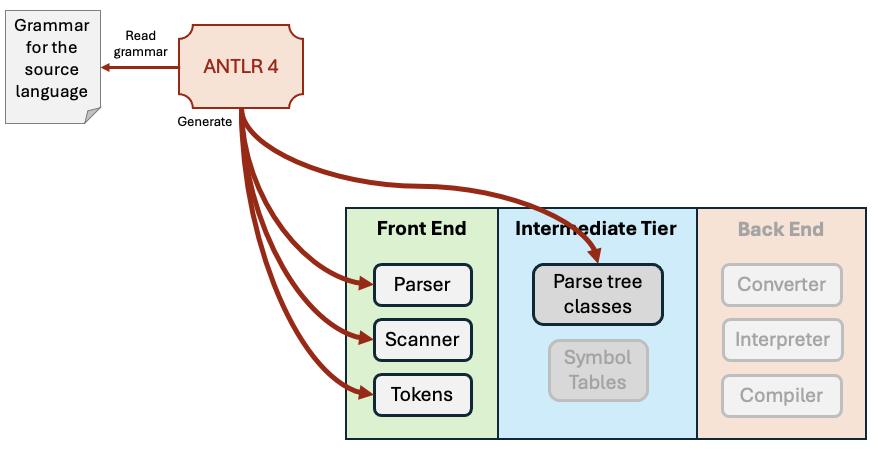 Grammar
for the
source
language
Read
grammar
ANTLR 4
Generate
Front End
Intermediate Tier
Back End
Parser
Scanner
Tokens
Parse tree
classes
Symbol
Tables
Converter
Interpreter
Compiler